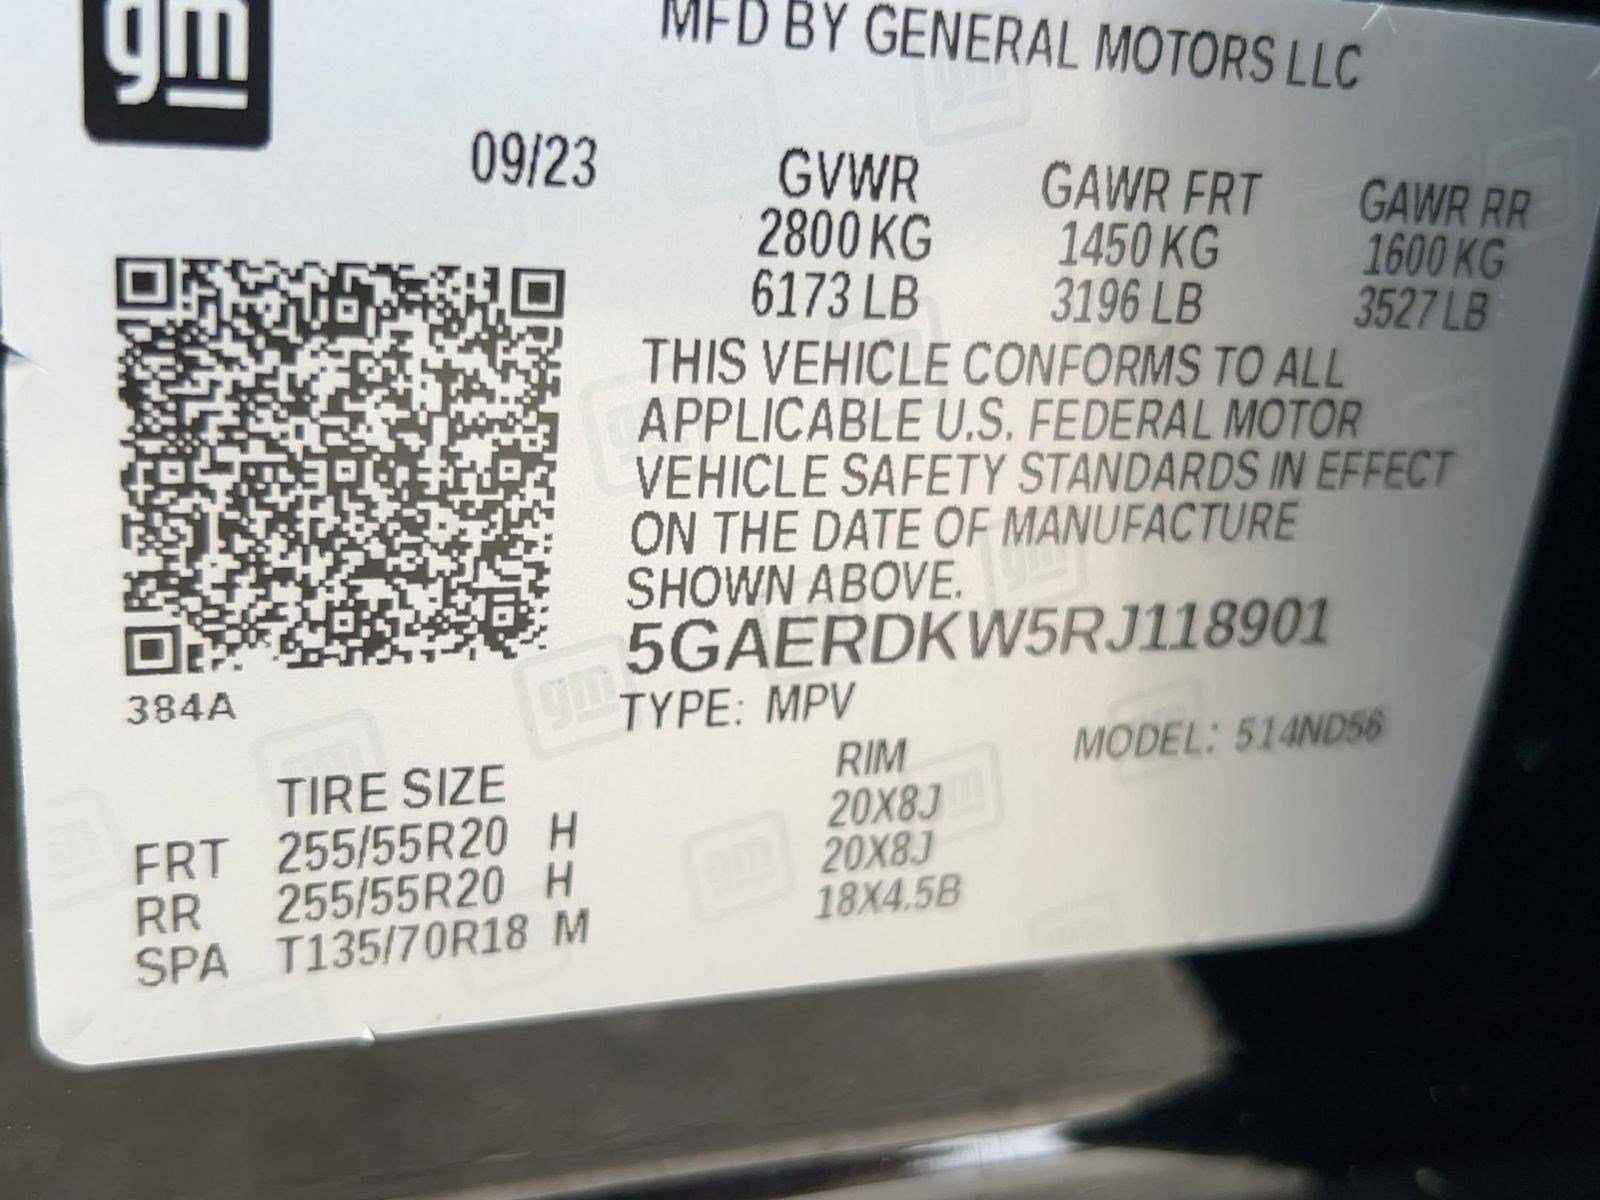 gm
MFD BY GENERAL MOTORS LLC
09/23
GVWR GAWR FRT GAWR RR
2800 KG 1450 KG 1600 KG
6173 LB 3196 LB 3527 LB
THIS VEHICLE CONFORMS TO ALL
APPLICABLE U.S. FEDERAL MOTOR
VEHICLE SAFETY STANDARDS IN EFFECT
ON THE DATE OF MANUFACTURE
SHOWN ABOVE.
5GAERDKW5RJ118901
384A
TYPE: MPV MODEL: 514ND56
TIRE SIZE RIM
FRT 255/55R20 H 20X8J
RR 255/55R20 H 20X8J
SPA T135/70R18 M 18X4.5B